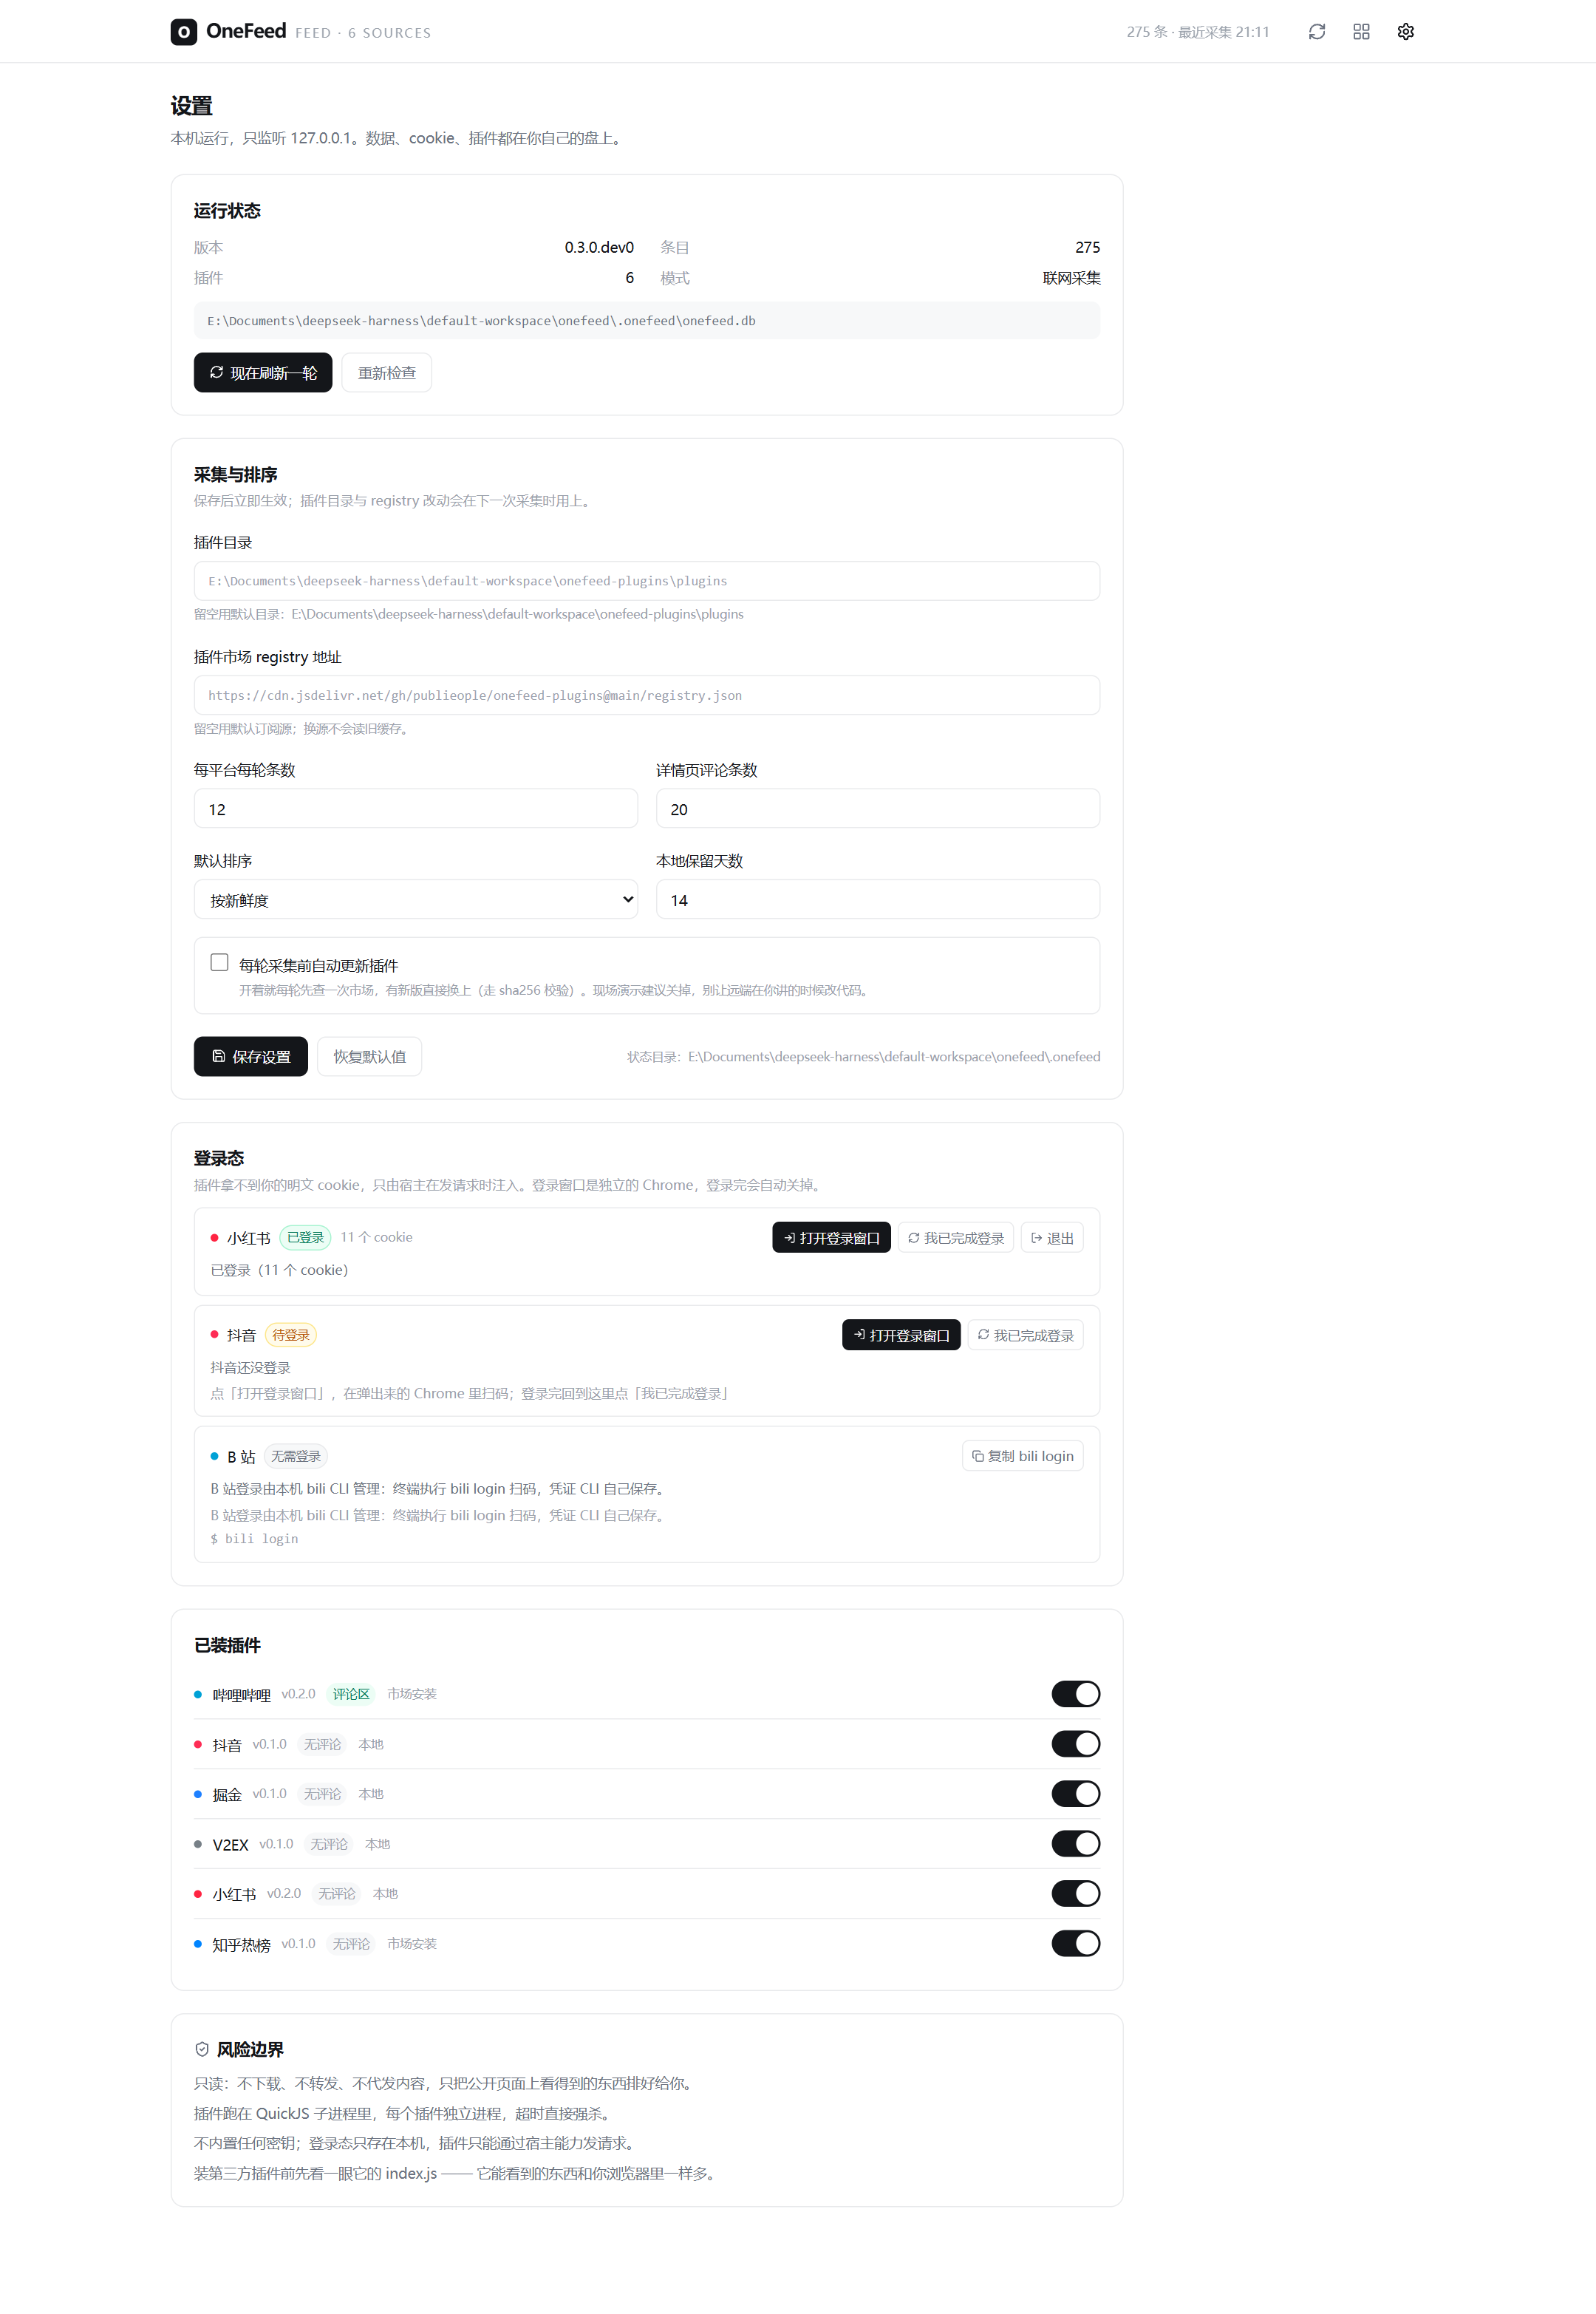 O OneFeed FEED · 6 SOURCES 275 条 · 最近采集 21:11
设置
本机运行，只监听 127.0.0.1。数据、cookie、插件都在你自己的盘上。
运行状态
版本 0.3.0.dev0 条目 275
插件 6 模式 联网采集
E:\Documents\deepseek-harness\default-workspace\onefeed\.onefeed\onefeed.db
现在刷新一轮 重新检查
采集与排序
保存后立即生效；插件目录与 registry 改动会在下一次采集时用上。
插件目录
E:\Documents\deepseek-harness\default-workspace\onefeed-plugins\plugins
留空用默认目录：E:\Documents\deepseek-harness\default-workspace\onefeed-plugins\plugins
插件市场 registry 地址
https://cdn.jsdelivr.net/gh/publieople/onefeed-plugins@main/registry.json
留空用默认订阅源；换源不会读旧缓存。
每平台每轮条数 详情页评论条数
12 20
默认排序 本地保留天数
按新鲜度 14
每轮采集前自动更新插件
开着就每轮先查一次市场，有新版直接换上（走 sha256 校验）。现场演示建议关掉，别让远端在你讲的时候改代码。
保存设置 恢复默认值 状态目录：E:\Documents\deepseek-harness\default-workspace\onefeed\.onefeed
登录态
插件拿不到你的明文 cookie，只由宿主在发请求时注入。登录窗口是独立的 Chrome，登录完会自动关掉。
小红书 已登录 11 个 cookie 打开登录窗口 我已完成登录 退出
已登录（11 个 cookie）
抖音 待登录 打开登录窗口 我已完成登录
抖音还没登录
点「打开登录窗口」，在弹出来的 Chrome 里扫码；登录完回到这里点「我已完成登录」
B 站 无需登录 复制 bili login
B 站登录由本机 bili CLI 管理：终端执行 bili login 扫码，凭证 CLI 自己保存。
B 站登录由本机 bili CLI 管理：终端执行 bili login 扫码，凭证 CLI 自己保存。
$ bili login
已装插件
哔哩哔哩 v0.2.0 评论区 市场安装
抖音 v0.1.0 无评论 本地
掘金 v0.1.0 无评论 本地
V2EX v0.1.0 无评论 本地
小红书 v0.2.0 无评论 本地
知乎热榜 v0.1.0 无评论 市场安装
风险边界
只读：不下载、不转发、不代发内容，只把公开页面上看得到的东西排好给你。
插件跑在 QuickJS 子进程里，每个插件独立进程，超时直接强杀。
不内置任何密钥；登录态只存在本机，插件只能通过宿主能力发请求。
装第三方插件前先看一眼它的 index.js —— 它能看到的东西和你浏览器里一样多。